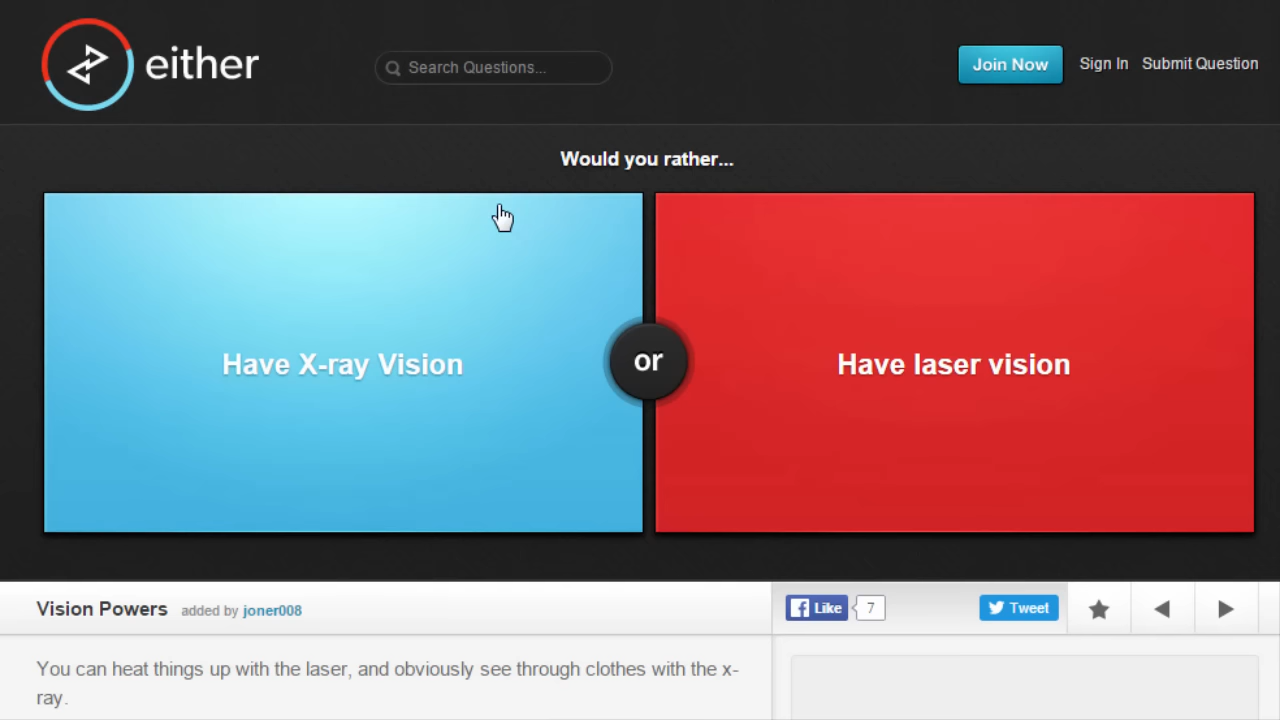 either
Search Questions...
Join Now
Sign In
Submit Question
Would you rather...
Have X-ray Vision
or
Have laser vision
Vision Powers added by joner008
Like
7
Tweet
You can heat things up with the laser, and obviously see through clothes with the x-
ray.